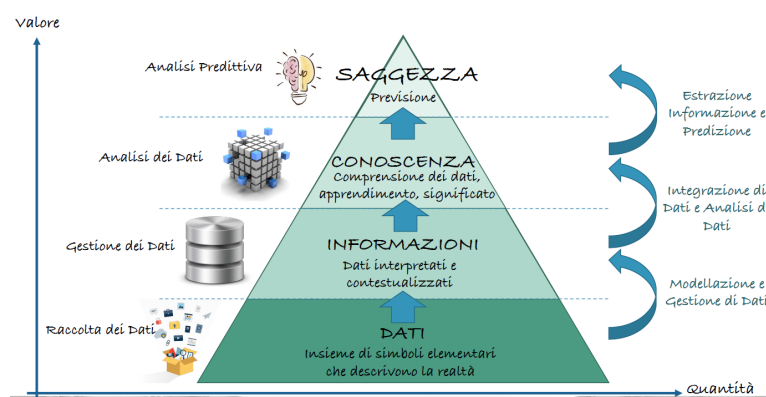 Valore
Analisi Predittiva
SAGGEZZA
Previsione
Estrazione
Informazione e
Predizione
Analisi dei Dati
CONOSCENZA
Comprensione dei dati,
apprendimento, significato
Integrazione di
Dati e Analisi d
Dati
Gestione dei Dati
INFORMAZIONI
Dati interpretati e
contestualizzati
Modellazione e
Gestione di Dati
Raccolta dei Dati
DATI
Insieme di simboli elementari
che descrivono la realtà
Quantità